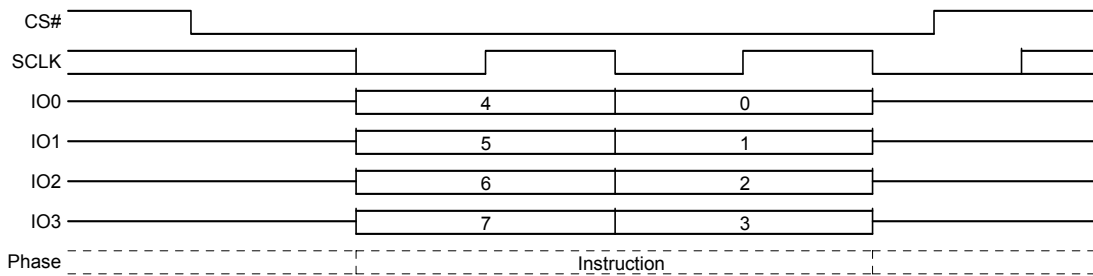 CS#
SCLK
IO0 4 0
IO1 5 1
IO2 6 2
IO3 7 3
Phase Instruction